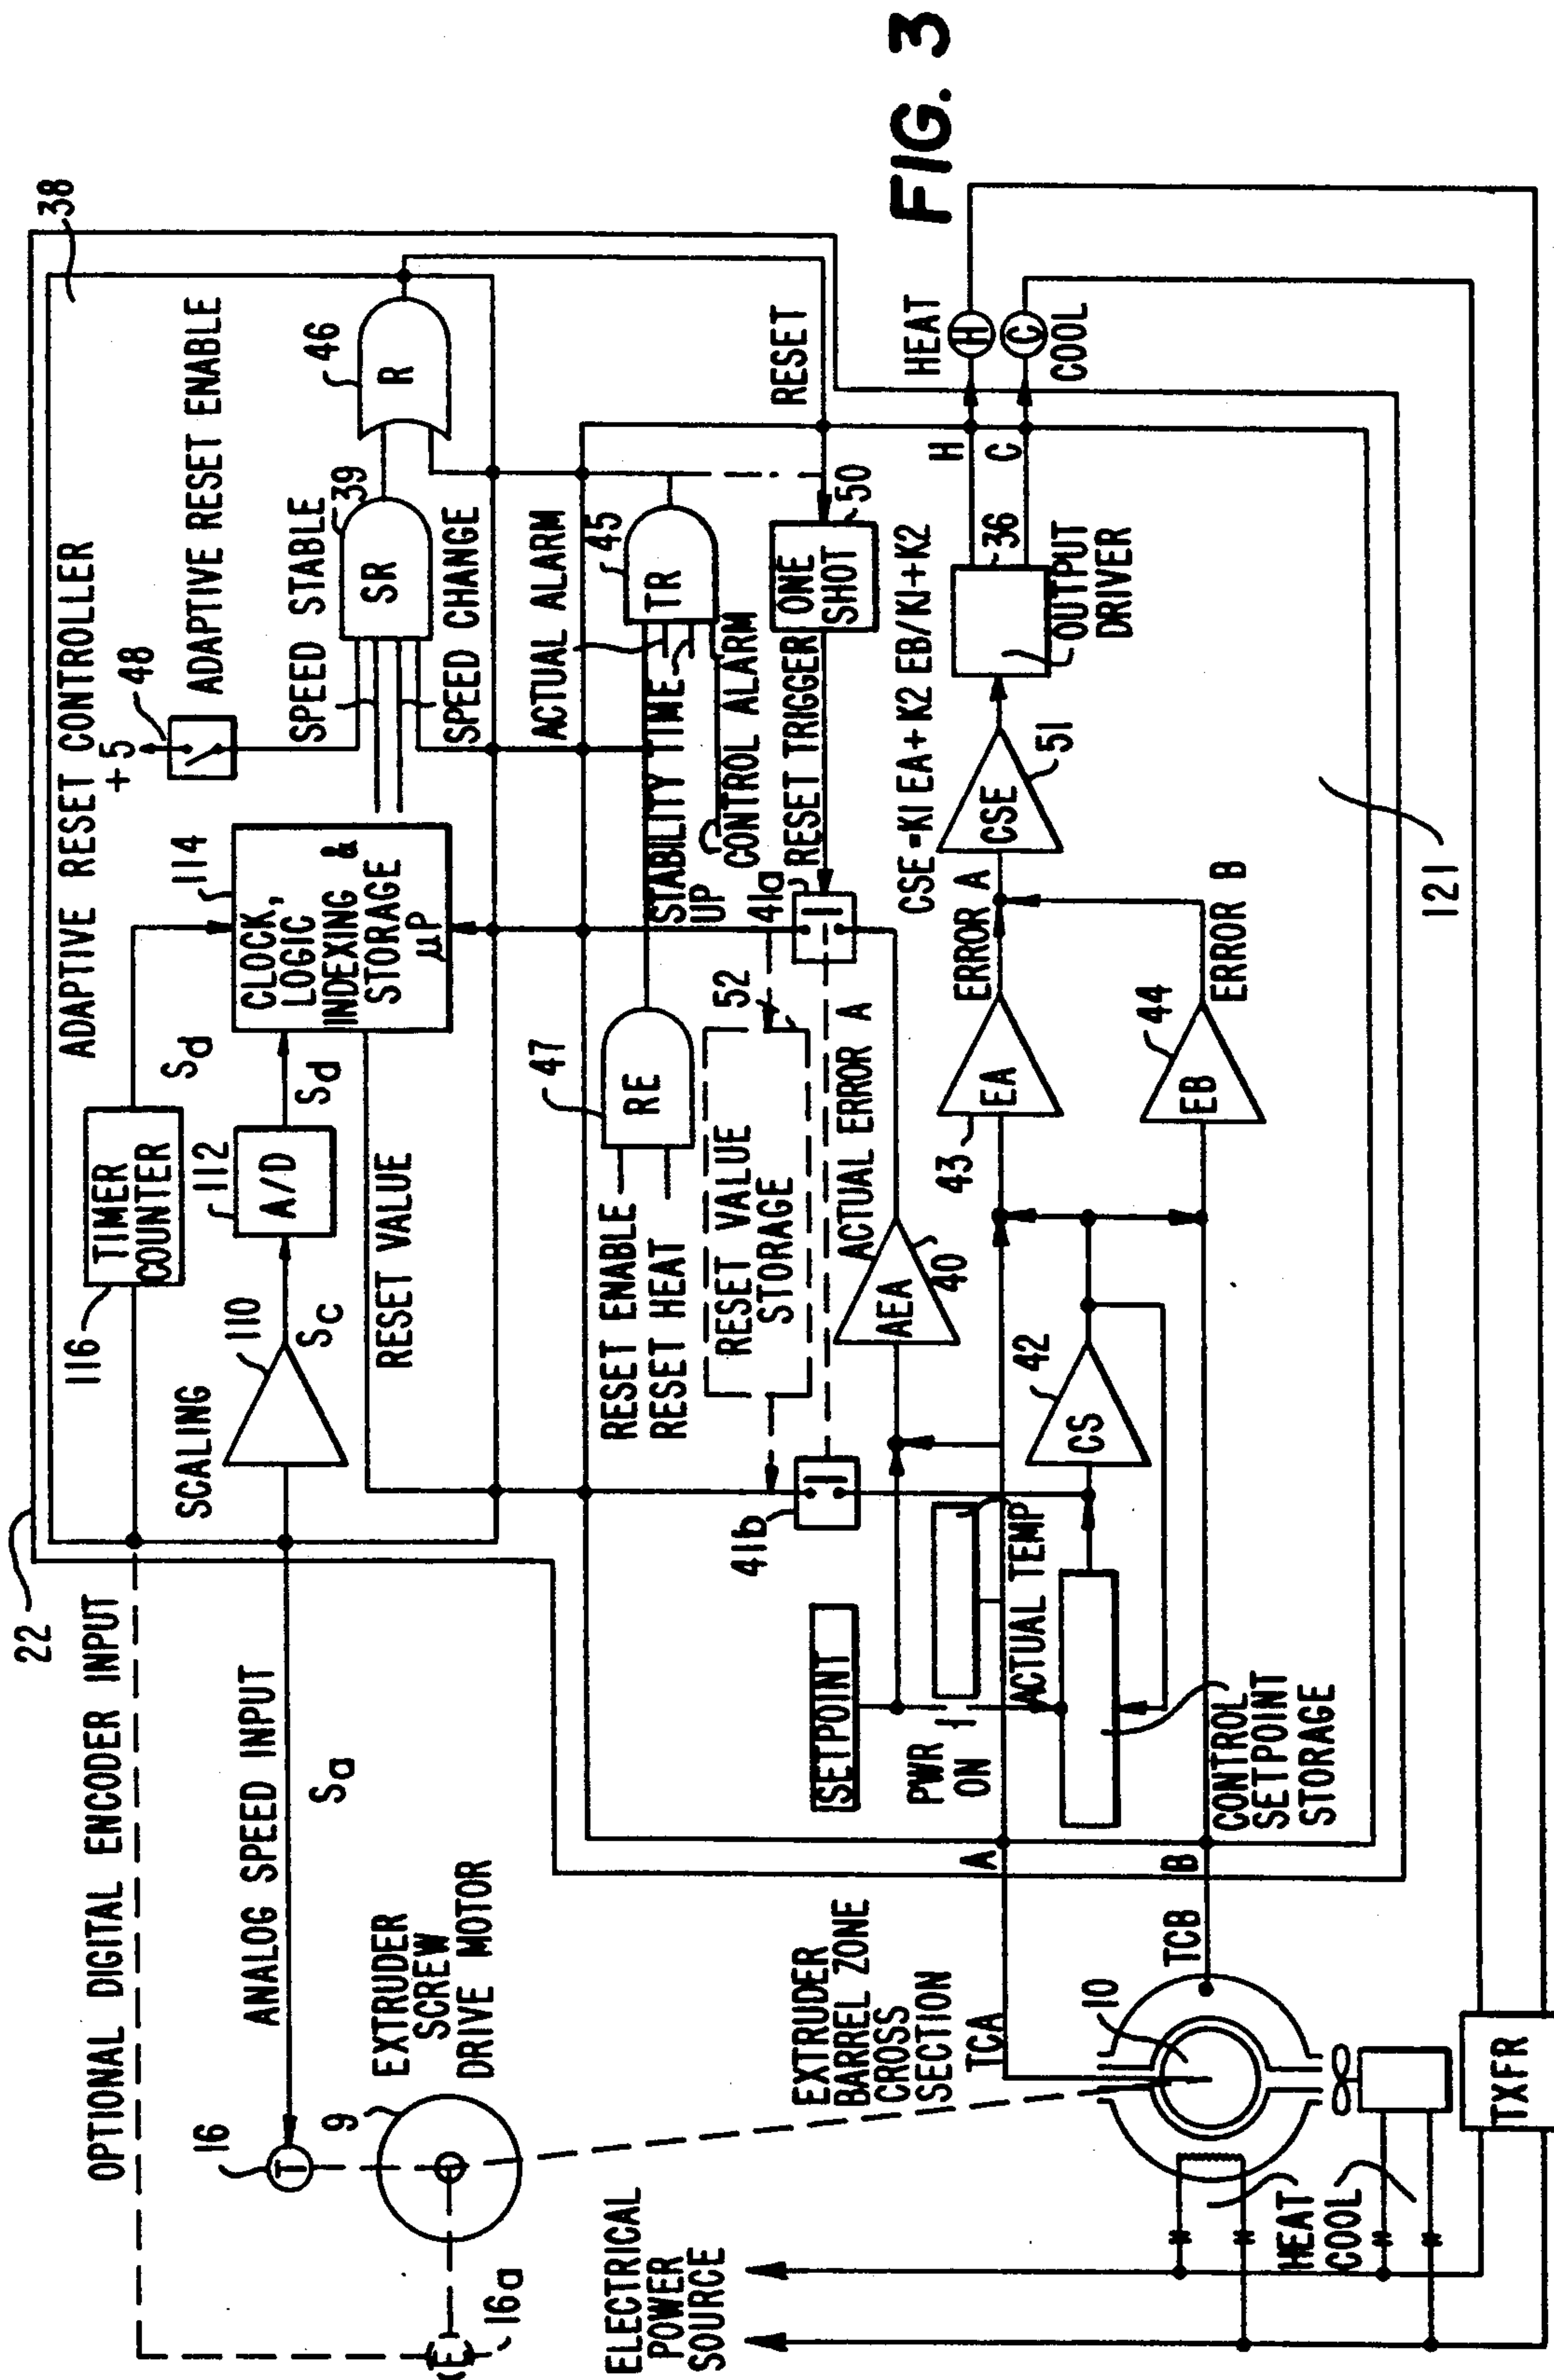 FIG. 3
22
38
ADAPTIVE RESET CONTROLLER
OPTIONAL DIGITAL ENCODER INPUT
116
TIMER
COUNTER
Sd
114
CLOCK,
LOGIC
INDEXING &
STORAGE
µP
+5
48
ADAPTIVE RESET ENABLE
SPEED STABLE
SPEED CHANGE
SR
39
46
R
SCALING
110
Sc
112
A/D
Sd
RESET VALUE
ANALOG SPEED INPUT
Sa
16
T
9
EXTRUDER
SCREW
DRIVE MOTOR
E
16a
47
RE
RESET ENABLE
RESET HEAT
ACTUAL ALARM
45
TR
STABILITY TIME
UP
CONTROL ALARM
RESET
RESET VALUE
STORAGE
52
41a
RESET TRIGGER
ONE
SHOT
50
41b
ACTUAL ERROR A
AEA
40
SETPOINT
PWR
ON
ACTUAL TEMP
CONTROL
SETPOINT
STORAGE
CS
42
43
EA
ERROR A
44
EB
ERROR B
CSE=K1 EA+K2 EB/K1+K2
CSE
51
36
OUTPUT
DRIVER
H
C
HEAT
H
C
COOL
121
A
B
TCA
TCB
EXTRUDER
BARREL ZONE
CROSS
SECTION
10
ELECTRICAL
POWER
SOURCE
HEAT
COOL
TXFR